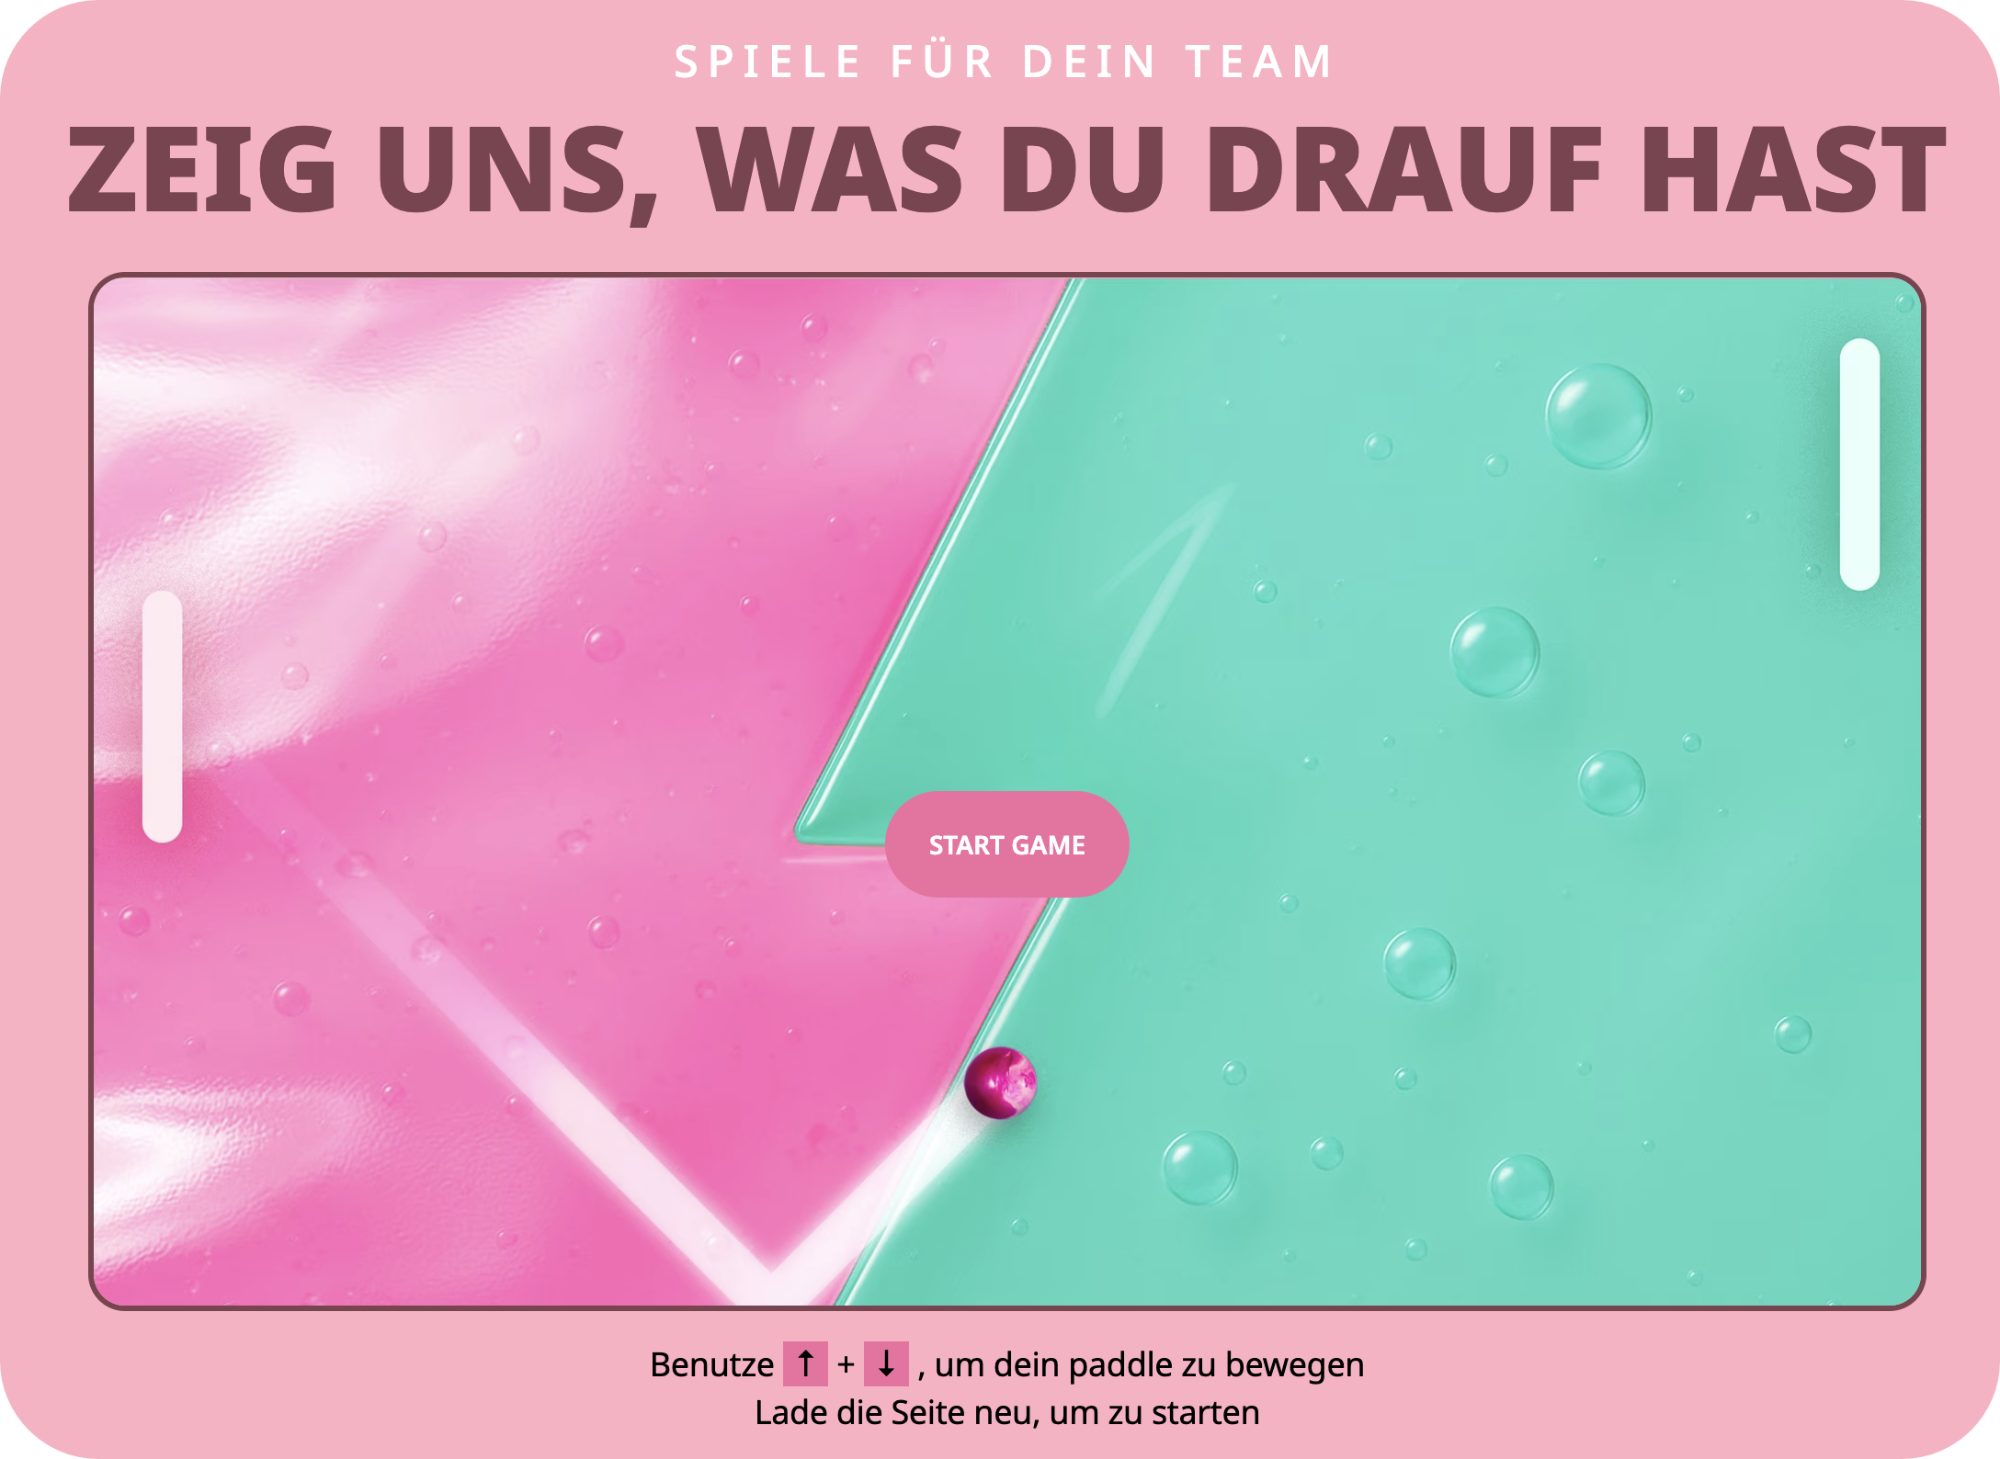 SPIELE FÜR DEIN TEAM
ZEIG UNS, WAS DU DRAUF HAST
START GAME
Benutze ↑ + ↓ , um dein paddle zu bewegen
Lade die Seite neu, um zu starten